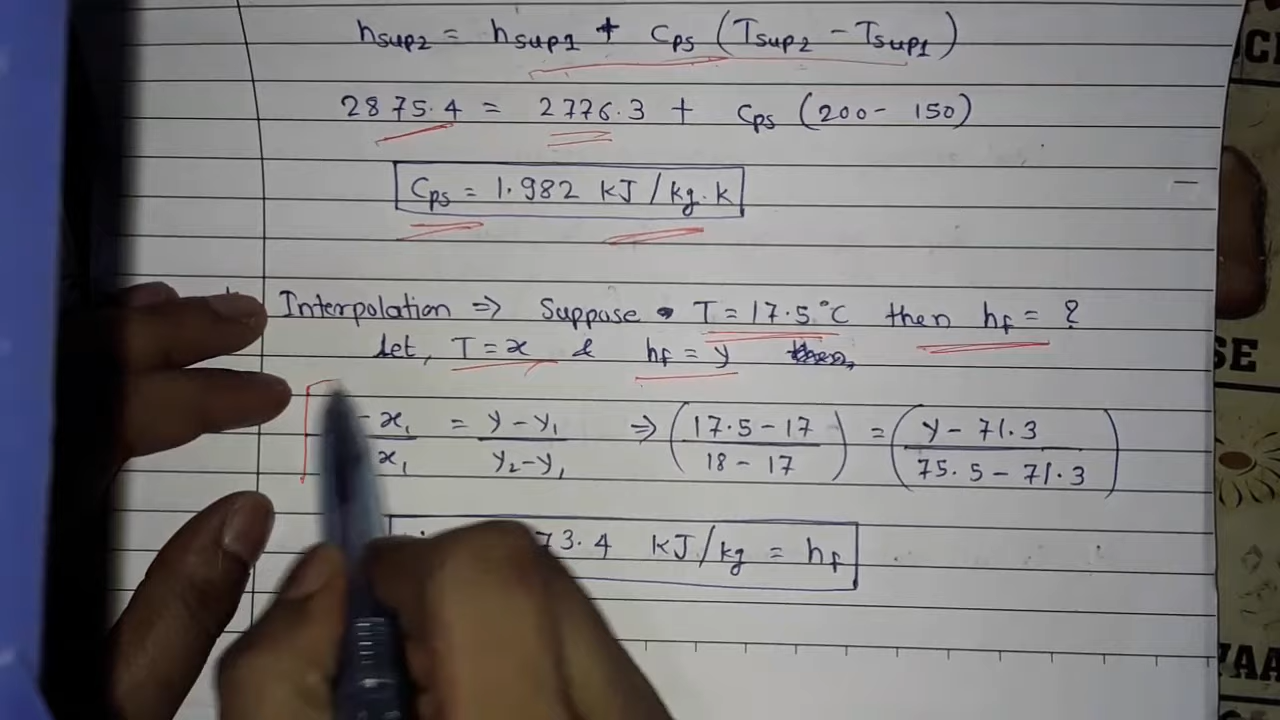 hsup2 = hsup1 + Cps (Tsup2 - Tsup1)
2875.4 = 2776.3 + Cps (200 - 150)
Cps = 1.982 KJ/kg.k
Interpolation ⇒ Suppose T = 17.5°C then hf = ?
Let, T = x & hf = y
- x1 / x1 = y - y1 / y2 - y1 ⇒ (17.5 - 17 / 18 - 17) = (y - 71.3 / 75.5 - 71.3)
73.4 KJ/kg = hf
SE
YAA